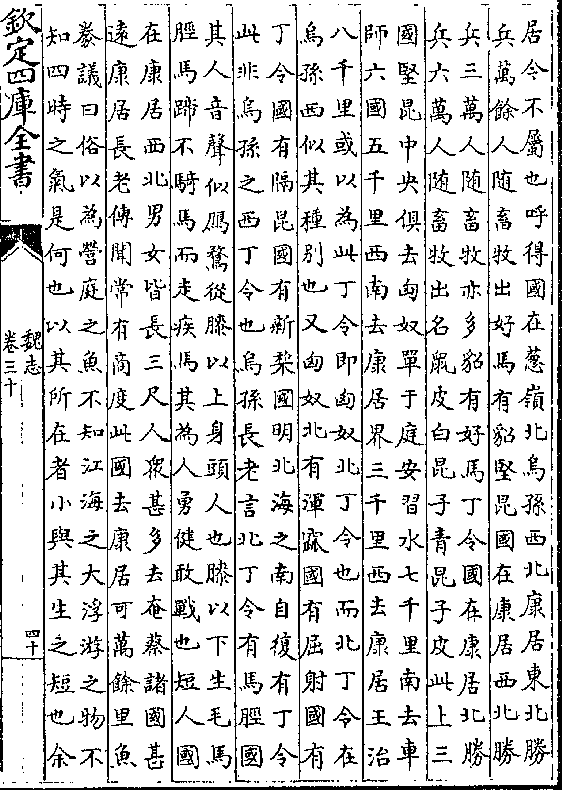 居今不屬也呼得國在蔥嶺北烏孫西北康居東北勝
兵萬餘人隨畜牧出好馬有貂堅昆國在康居西北勝
兵三萬人隨畜牧亦多貂有好馬丁令國在康居北勝
兵六萬人隨畜牧出名鼠皮白昆子青昆子皮此上三
國堅昆中央俱去匈奴單于庭安習水七千里南去車
師六國五千里西南去康居界三千里西去康居王治
八千里或以為此丁令即匈奴北丁令也而北丁令在
烏孫西似其種別也又匈奴北有渾窳國有屈射國有
丁令國有隔昆國有新棃國明北海之南自復有丁令
此非烏孫之西丁令也烏孫長老言北丁令有馬脛國
其人音聲似鴈騖從膝以上身頭人也膝以下生毛馬
脛馬蹄不騎馬而走疾馬其為人勇健敢戰也短人國
在康居西北男女皆長三尺人衆甚多去奄蔡諸國甚
遠康居長老傳聞常有商度此國去康居可萬餘里魚
豢議曰俗以為營庭之魚不知江海之大浮游之物不
知四時之氣是何也以其所在者小與其生之短也余
欽定四庫全書
魏志
卷三十
四十